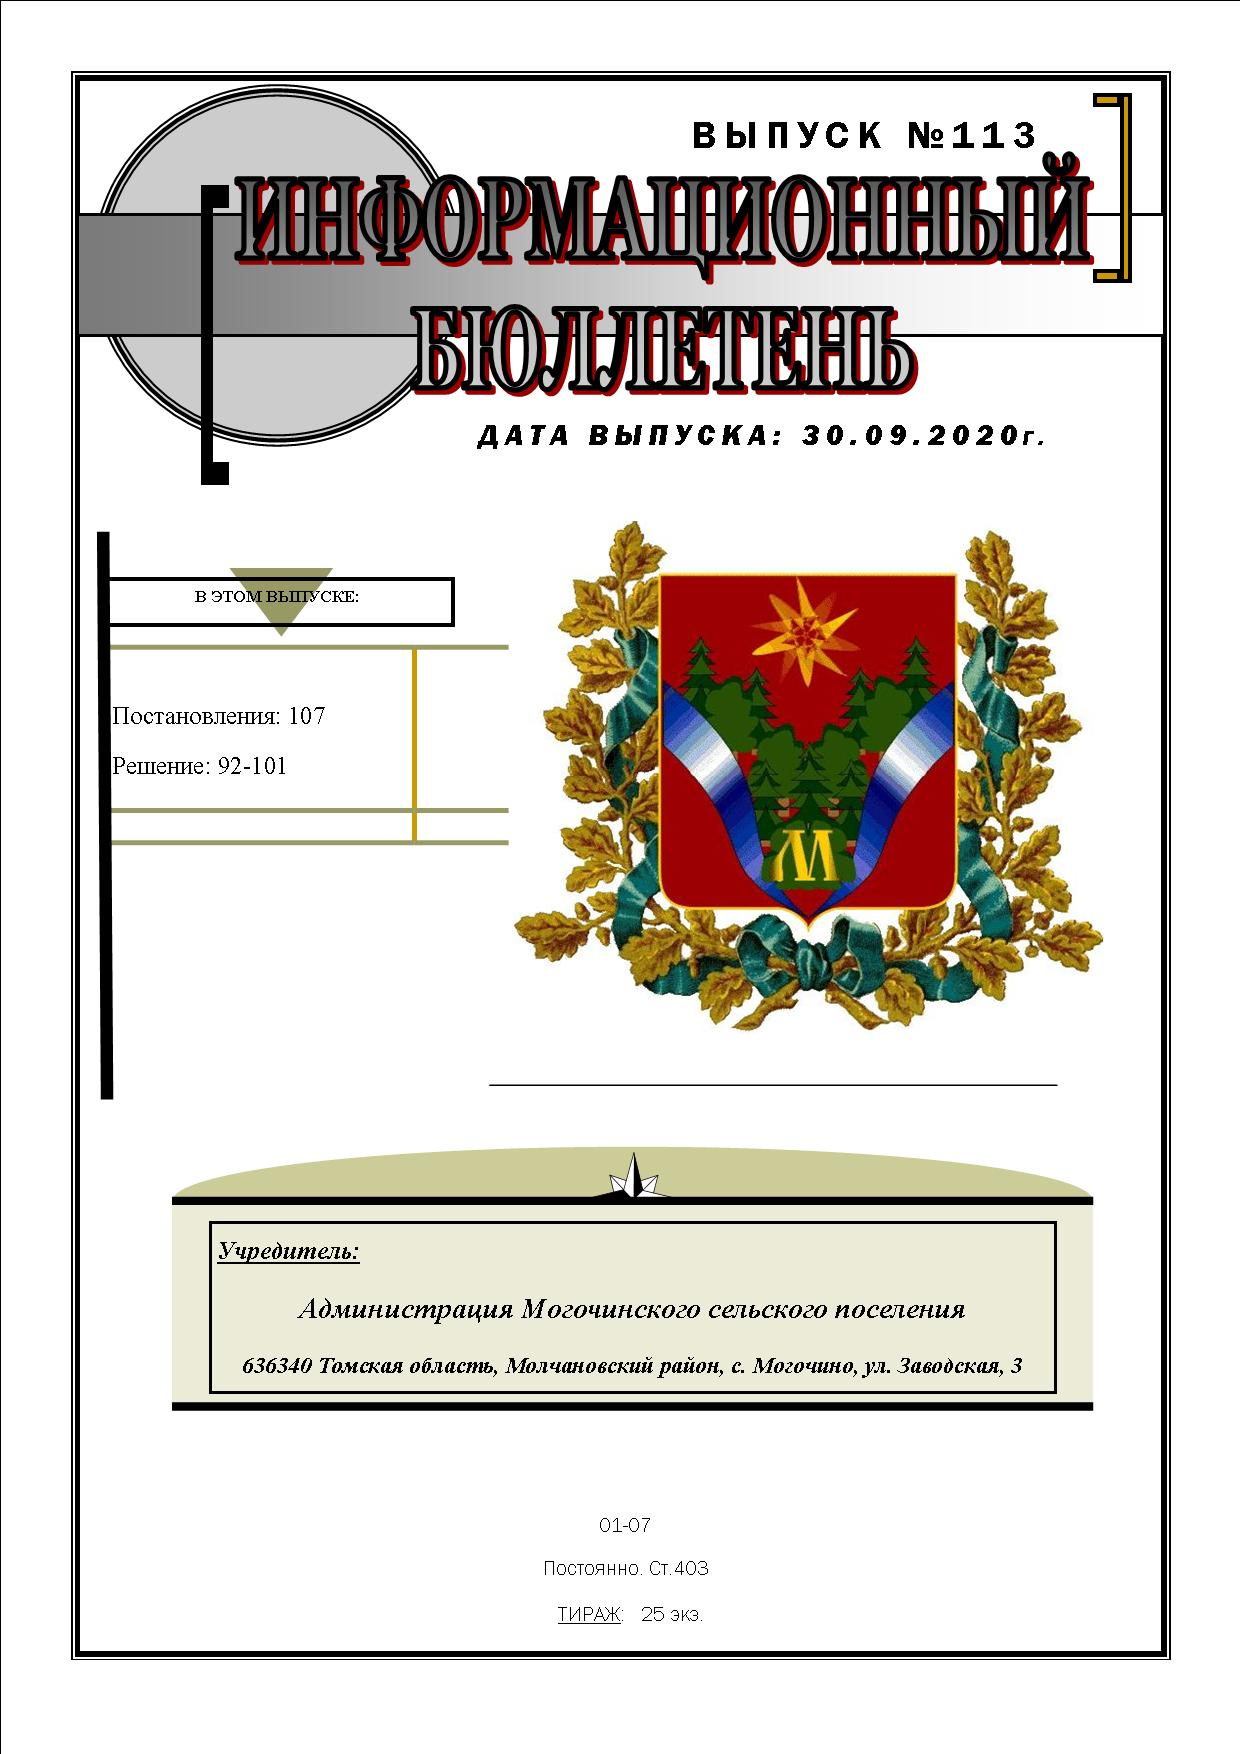 ВЫПУСК №113
ИНФОРМАЦИОННЫЙ
БЮЛЛЕТЕНЬ
ДАТА ВЫПУСКА: 30.09.2020г.
В ЭТОМ ВЫПУСКЕ:
Постановления: 107
Решение: 92-101
М
Учредитель:
Администрация Могочинского сельского поселения
636340 Томская область, Молчановский район, с. Могочино, ул. Заводская, 3
01-07
Постоянно. Ст.403
ТИРАЖ: 25 экз.